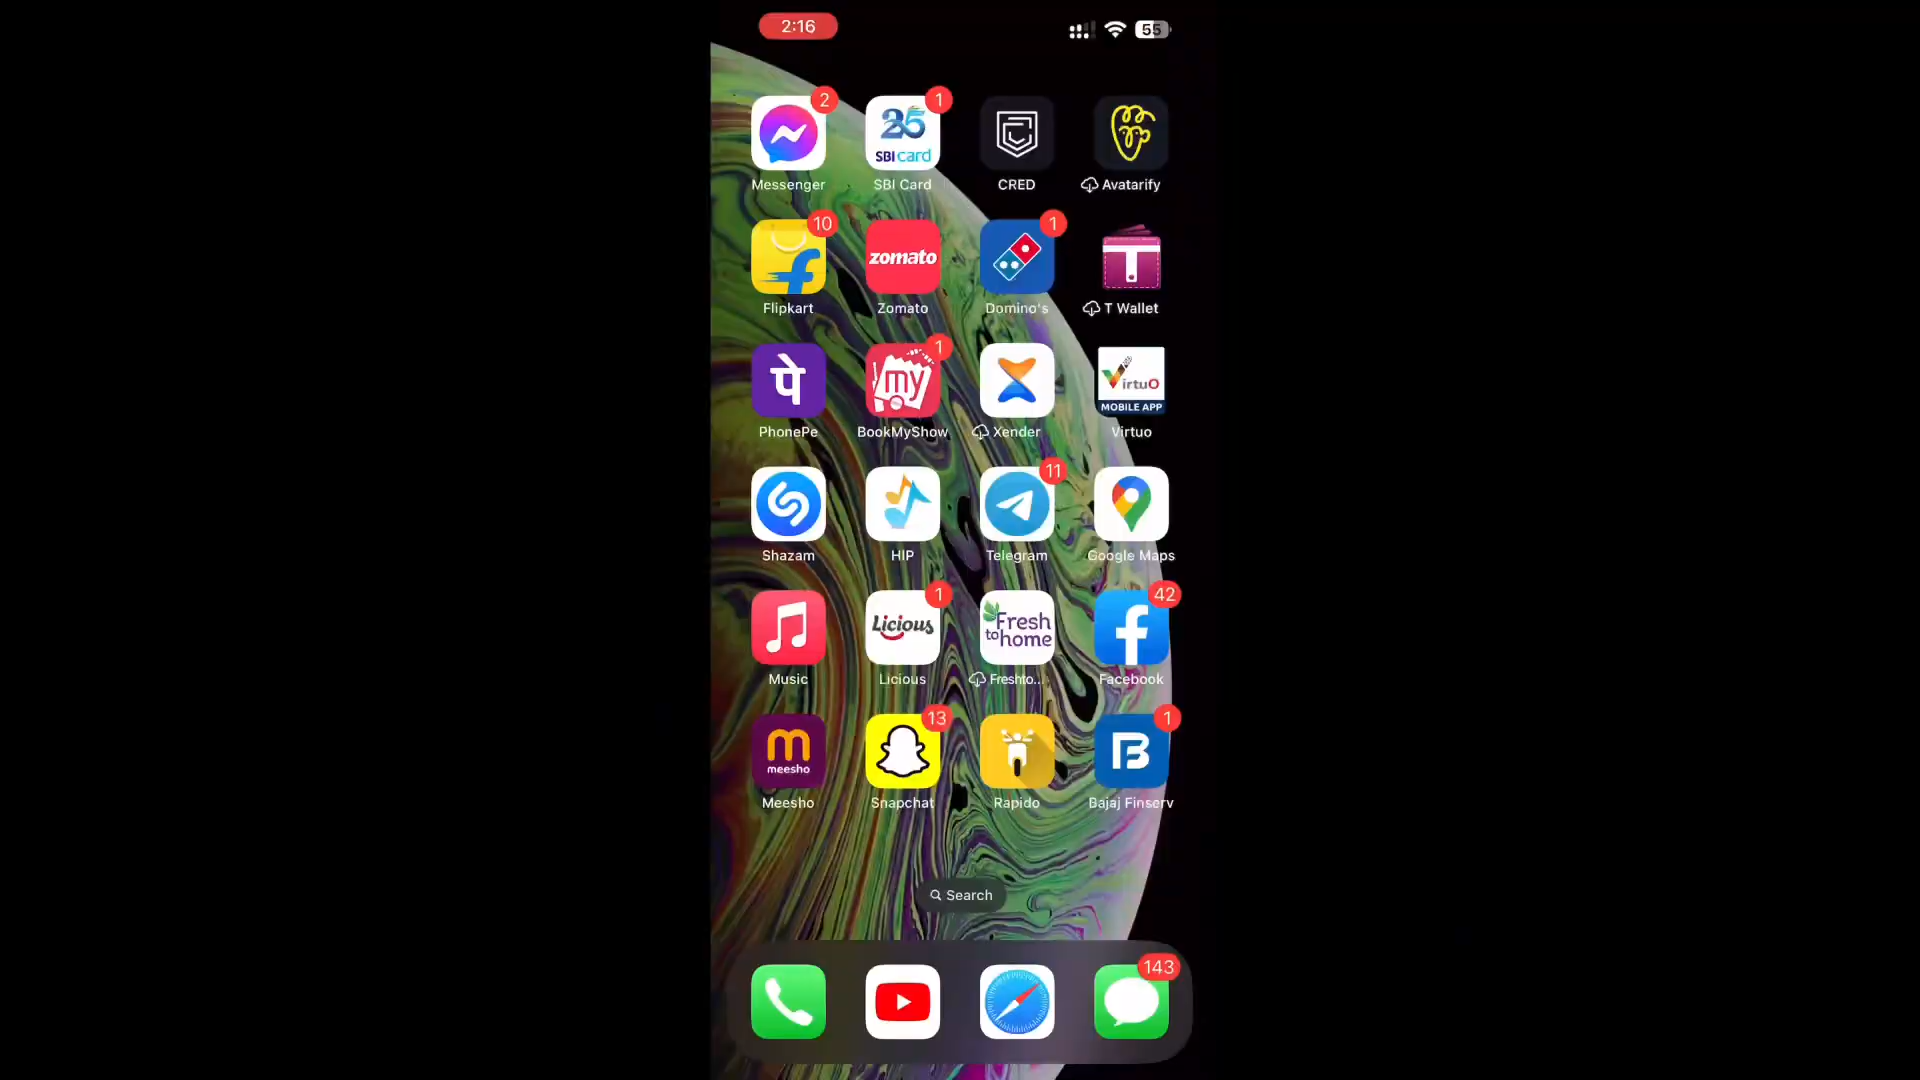 2:16
55
2
1
25
SBI card
Messenger
SBI Card
CRED
Avatarify
10
1
zomato
T
Flipkart
Zomato
Domino's
T Wallet
1
पे
my
VirtuO
MOBILE APP
PhonePe
BookMyShow
Xender
Virtuo
11
Shazam
HIP
Telegram
Google Maps
1
42
Licious
Fresh
to home
Music
Licious
Freshto...
Facebook
13
1
meesho
Meesho
Snapchat
Rapido
Bajaj Finserv
Search
143